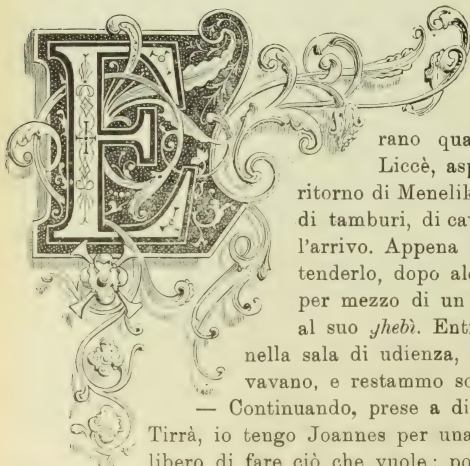 E
rano qua
Liccè, asp
ritorno di Menelik
di tamburi, di cav
l'arrivo. Appena
tenderlo, dopo alc
per mezzo di un
al suo ghebì. Ent
nella sala di udienza,
vavano, e restammo so
— Continuando, prese a di
Tirrà, io tengo Joannes per una
libero di fare ciò che vuole; po